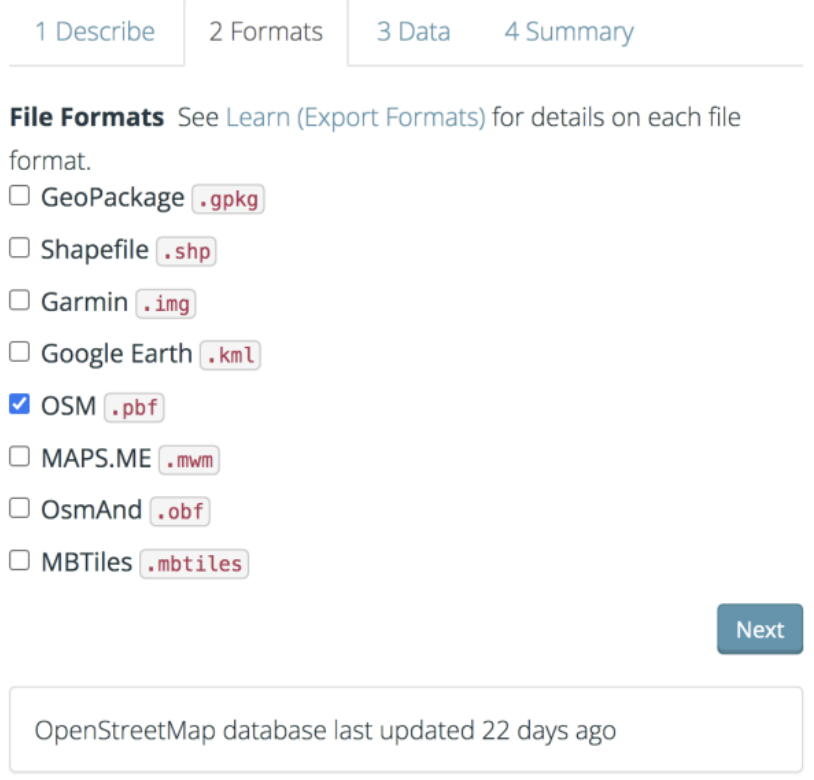 1 Describe 2 Formats 3 Data 4 Summary
File Formats See Learn (Export Formats) for details on each file
format.
GeoPackage .gpkg
Shapefile .shp
Garmin .img
Google Earth .kml
OSM .pbf
MAPS.ME .mwm
OsmAnd .obf
MBTiles .mbtiles
Next
OpenStreetMap database last updated 22 days ago